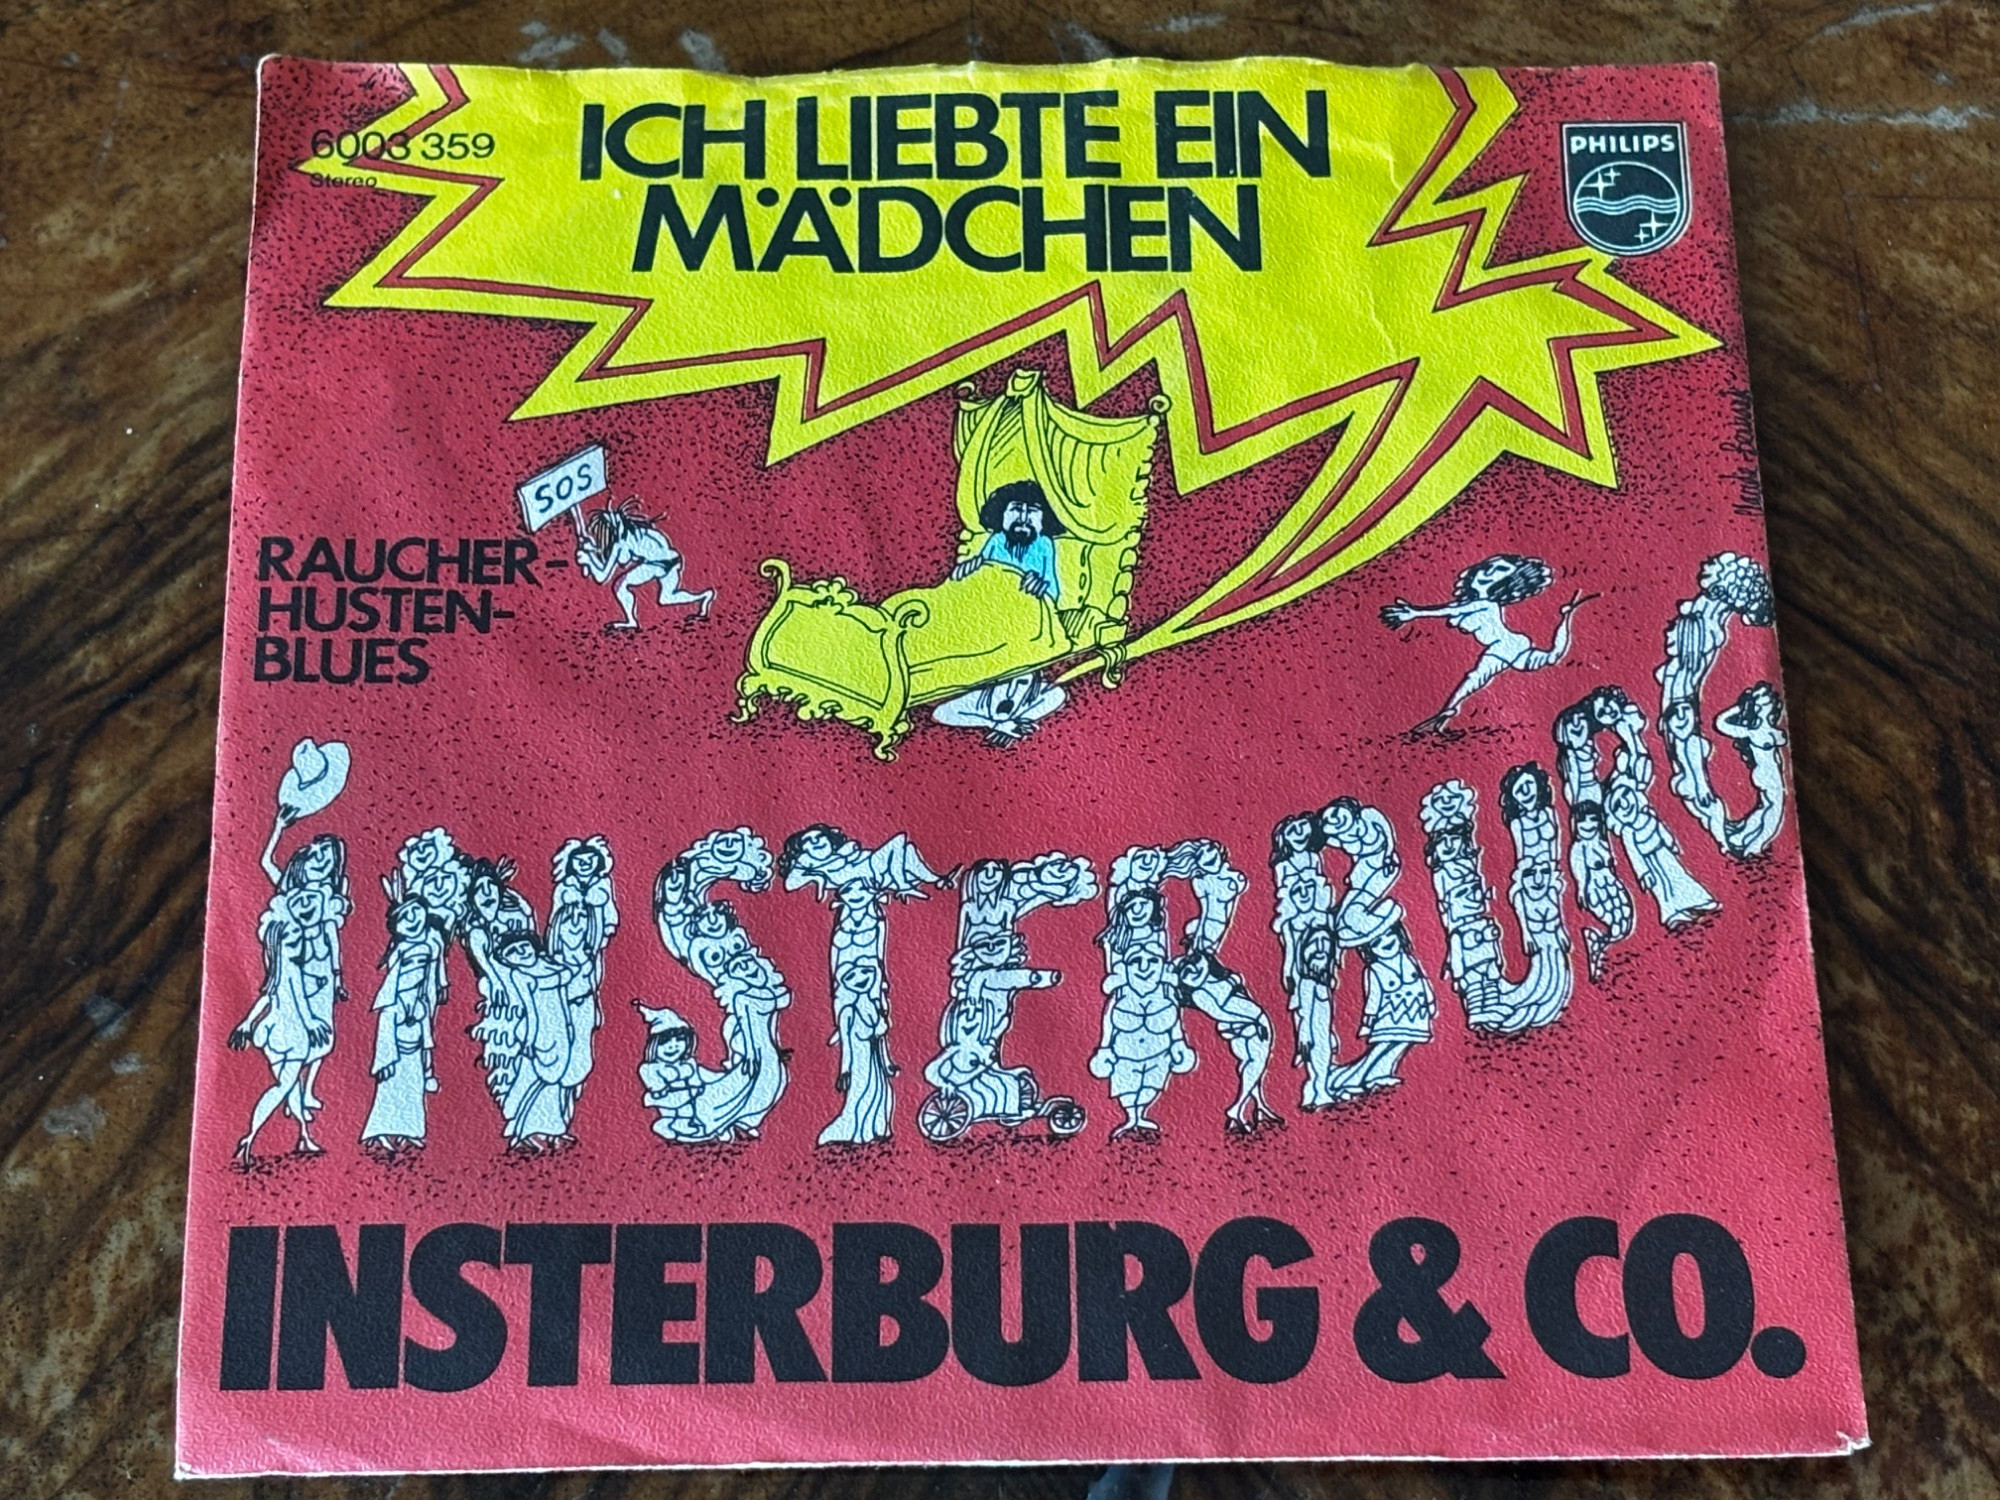 6003 359
Stereo
ICH LIEBTE EIN
MÄDCHEN
PHILIPS
SOS
RAUCHER-
HUSTEN-
BLUES
INSTERBURG
INSTERBURG & CO.